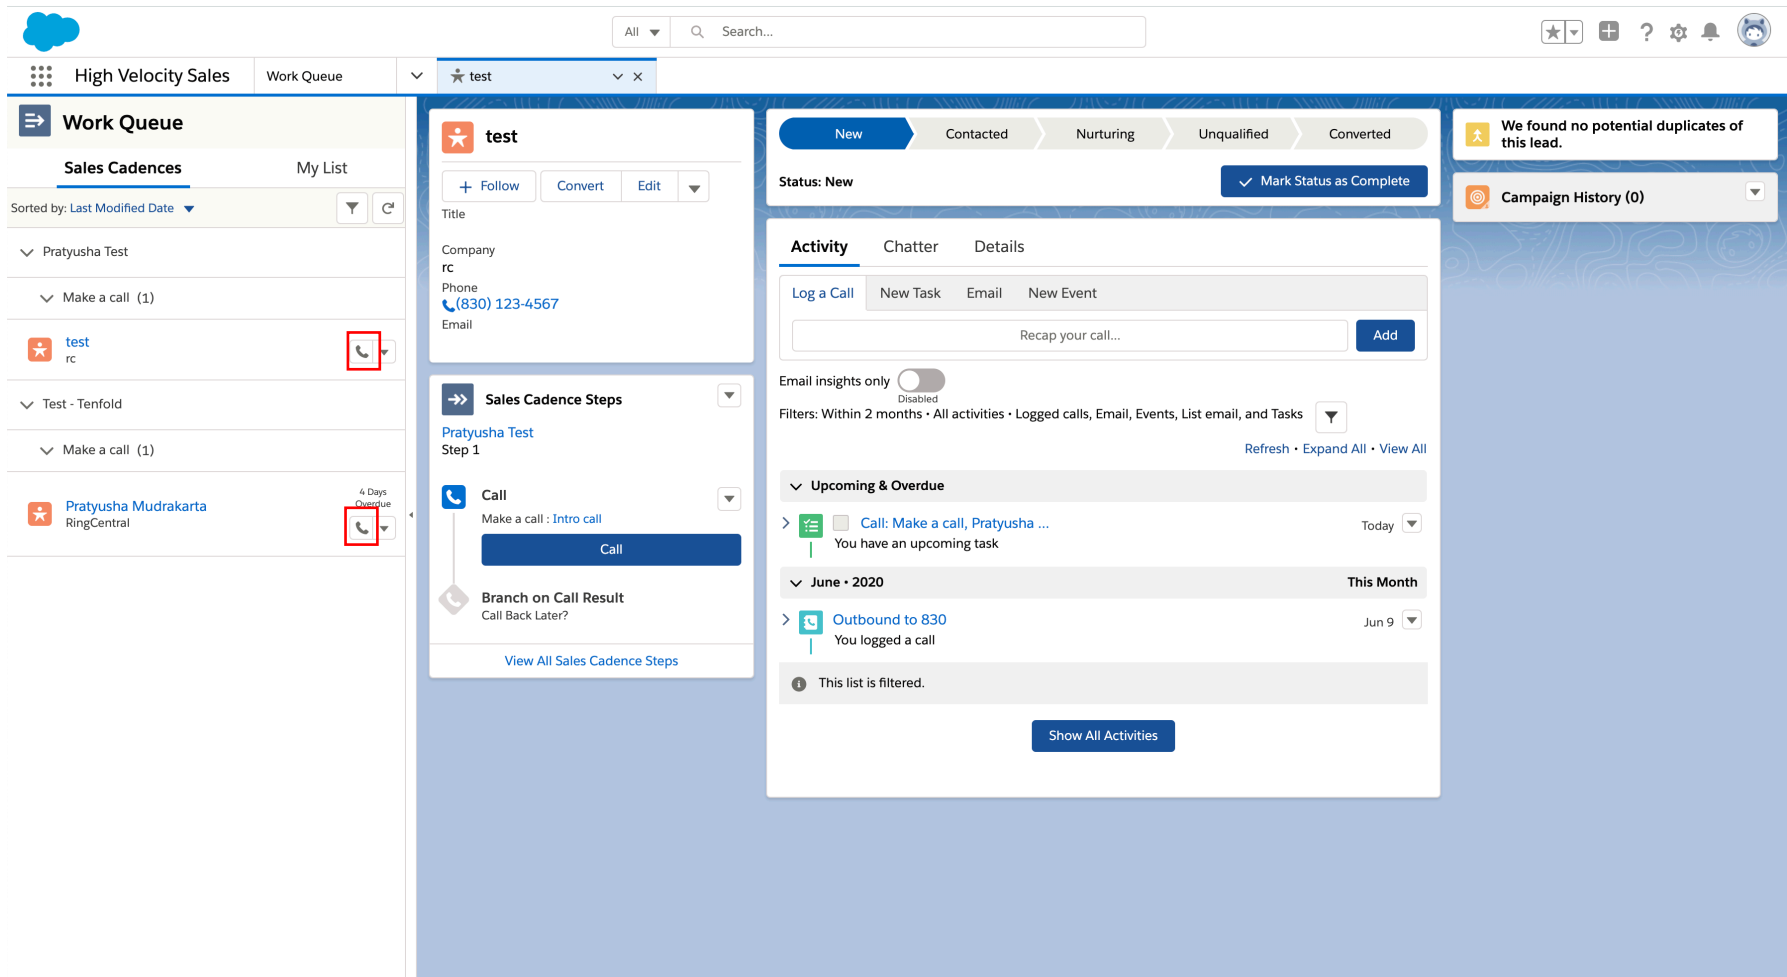 All
Search...
High Velocity Sales
Work Queue
test
Work Queue
Sales Cadences
My List
Sorted by: Last Modified Date
Pratyusha Test
Make a call (1)
test
rc
Test - Tenfold
Make a call (1)
4 Days
Overdue
Pratyusha Mudrakarta
RingCentral
test
Follow
Convert
Edit
Title
Company
rc
Phone
(830) 123-4567
Email
Sales Cadence Steps
Pratyusha Test
Step 1
Call
Make a call : Intro call
Call
Branch on Call Result
Call Back Later?
View All Sales Cadence Steps
New
Contacted
Nurturing
Unqualified
Converted
Status: New
Mark Status as Complete
Activity
Chatter
Details
Log a Call
New Task
Email
New Event
Recap your call...
Add
Email insights only
Disabled
Filters: Within 2 months • All activities • Logged calls, Email, Events, List email, and Tasks
Refresh • Expand All • View All
Upcoming & Overdue
Call: Make a call, Pratyusha ...
Today
You have an upcoming task
June • 2020
This Month
Outbound to 830
Jun 9
You logged a call
This list is filtered.
Show All Activities
We found no potential duplicates of
this lead.
Campaign History (0)